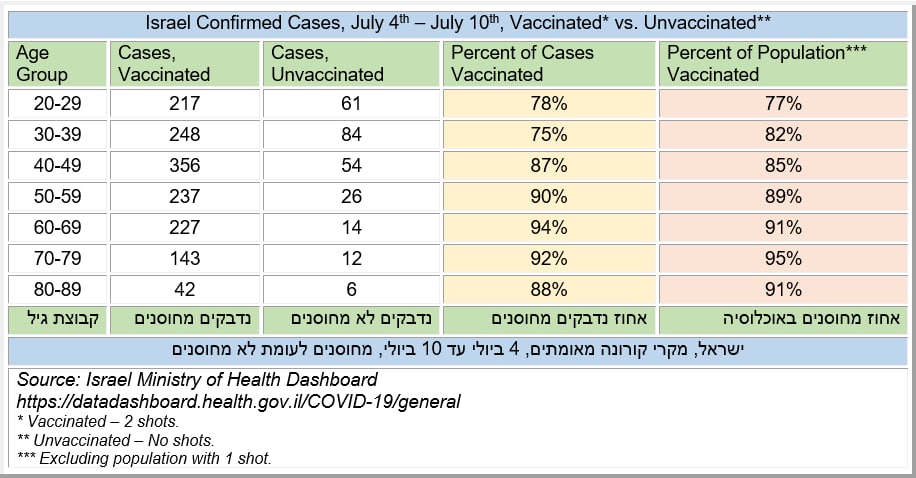 Israel Confirmed Cases, July 4th – July 10th, Vaccinated* vs. Unvaccinated**
Age Group | Cases, Vaccinated | Cases, Unvaccinated | Percent of Cases Vaccinated | Percent of Population*** Vaccinated
20-29 | 217 | 61 | 78% | 77%
30-39 | 248 | 84 | 75% | 82%
40-49 | 356 | 54 | 87% | 85%
50-59 | 237 | 26 | 90% | 89%
60-69 | 227 | 14 | 94% | 91%
70-79 | 143 | 12 | 92% | 95%
80-89 | 42 | 6 | 88% | 91%
קבוצת גיל | נדבקים מחוסנים | נדבקים לא מחוסנים | אחוז נדבקים מחוסנים | אחוז מחוסנים באוכלוסיה
ישראל, מקרי קורונה מאומתים, 4 ביולי עד 10 ביולי, מחוסנים לעומת לא מחוסנים
Source: Israel Ministry of Health Dashboard
https://datadashboard.health.gov.il/COVID-19/general
* Vaccinated – 2 shots.
** Unvaccinated – No shots.
*** Excluding population with 1 shot.